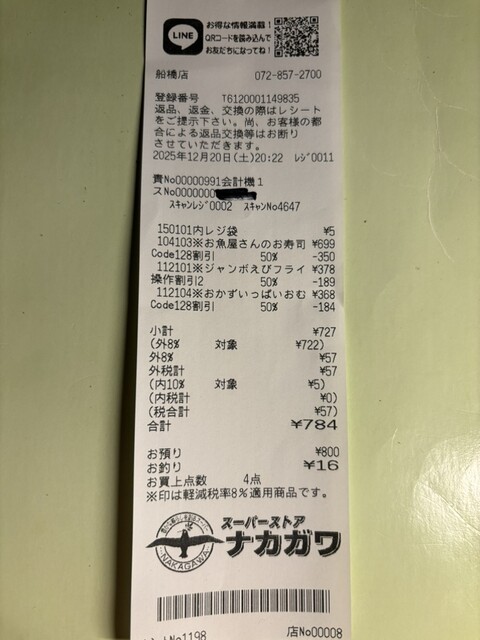 LINE
お得な情報満載！
QRコードを読み込んで
お友だちになってね！
船橋店 072-857-2700
登録番号 T6120001149835
返品、返金、交換の際はレシート
をご提示下さい。尚、お客様の都
合による返品交換等はお断り
させていただきます。
2025年12月20日(土)20:22 ﾚｼﾞ0011
責No00000991会計機1
スNo0000000
ｽｷｬﾝﾚｼﾞ0002 ｽｷｬﾝNo4647
150101内レジ袋 ¥5
104103※お魚屋さんのお寿司 ¥699
Code128割引 50% -350
112101※ジャンボえびフライ ¥378
操作割引2 50% -189
112104※おかずいっぱいおむ ¥368
Code128割引 50% -184
小計 ¥727
(外8% 対象 ¥722)
外8% ¥57
外税計 ¥57
(内10% 対象 ¥5)
(内税計 ¥0)
(税合計 ¥57)
合計 ¥784
お預り ¥800
お釣り ¥16
お買上点数 4点
※印は軽減税率8%適用商品です。
スーパーストア
ナカガワ
NAKAGAWA
No1198 店No00008